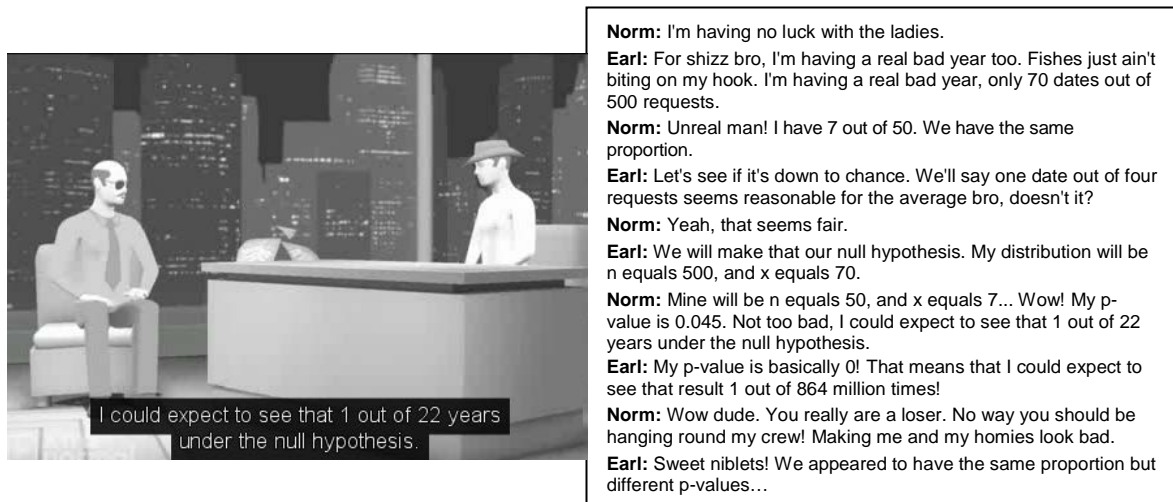 I could expect to see that 1 out of 22 years
under the null hypothesis.
Norm: I'm having no luck with the ladies.
Earl: For shizz bro, I'm having a real bad year too. Fishes just ain't
biting on my hook. I'm having a real bad year, only 70 dates out of
500 requests.
Norm: Unreal man! I have 7 out of 50. We have the same
proportion.
Earl: Let's see if it's down to chance. We'll say one date out of four
requests seems reasonable for the average bro, doesn't it?
Norm: Yeah, that seems fair.
Earl: We will make that our null hypothesis. My distribution will be
n equals 500, and x equals 70.
Norm: Mine will be n equals 50, and x equals 7... Wow! My p-
value is 0.045. Not too bad, I could expect to see that 1 out of 22
years under the null hypothesis.
Earl: My p-value is basically 0! That means that I could expect to
see that result 1 out of 864 million times!
Norm: Wow dude. You really are a loser. No way you should be
hanging round my crew! Making me and my homies look bad.
Earl: Sweet niblets! We appeared to have the same proportion but
different p-values…